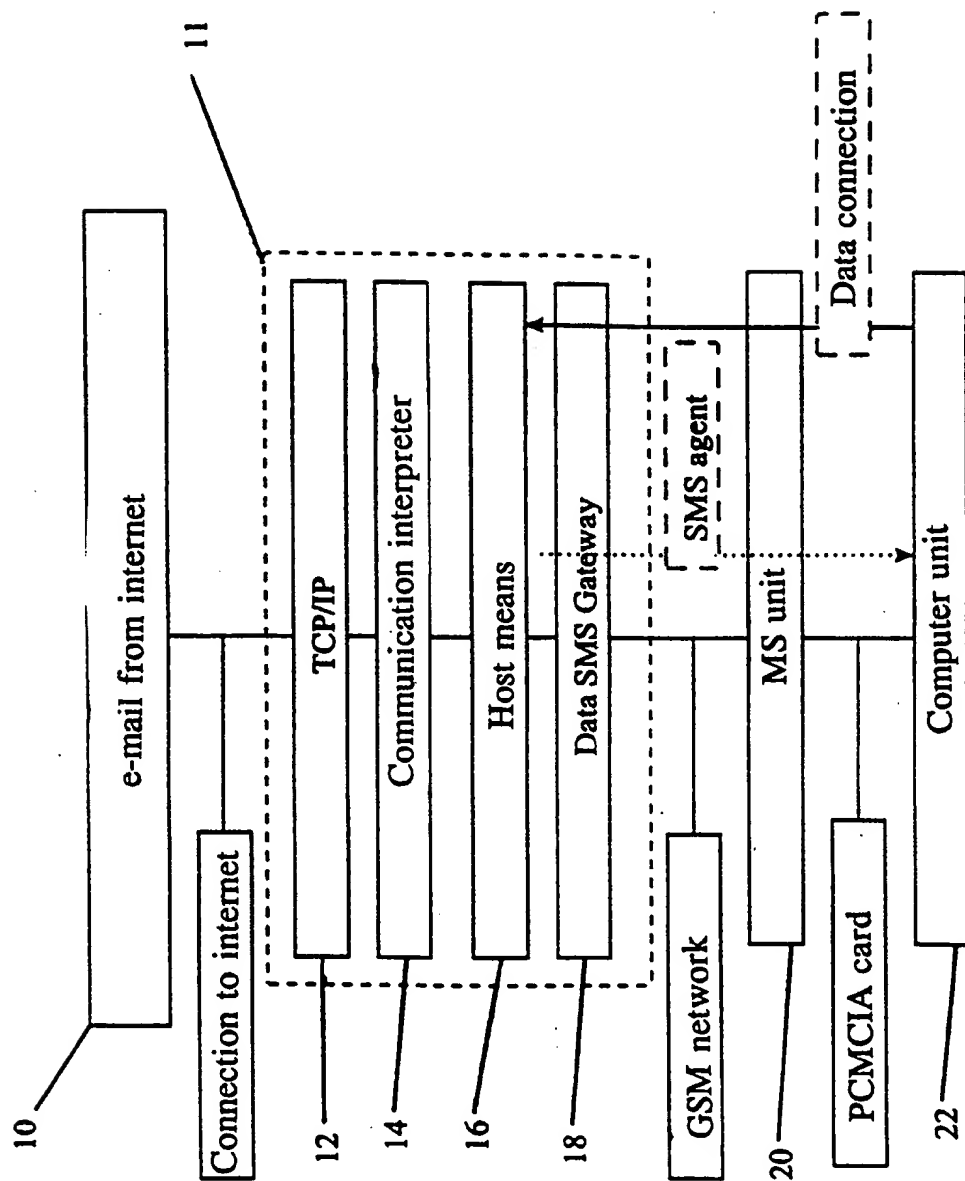 10
e-mail from internet
Connection to internet
11
12
TCP/IP
14
Communication interpreter
16
Host means
18
Data SMS Gateway
GSM network
SMS agent
20
MS unit
Data connection
PCMCIA card
22
Computer unit